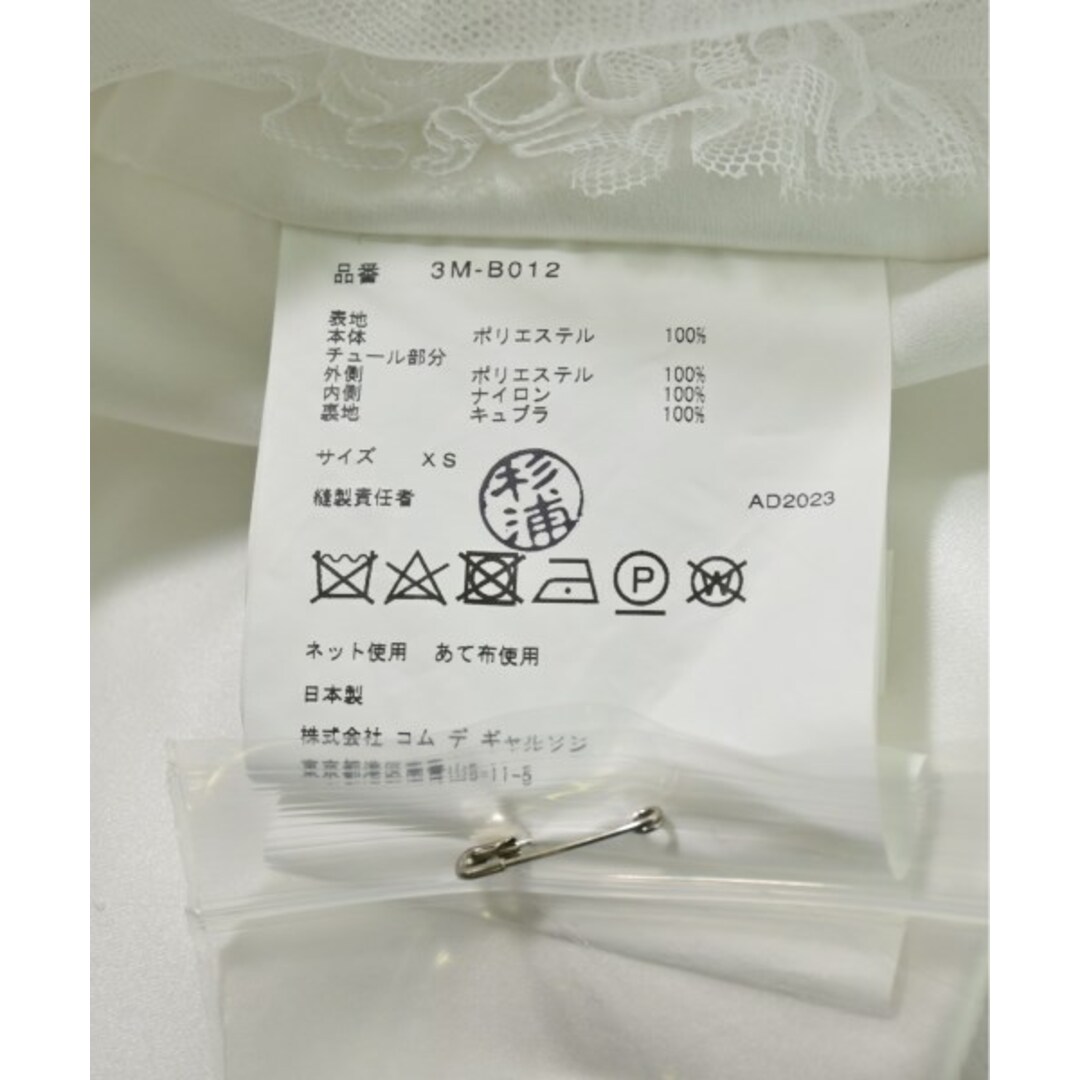 品番 3M-B012
表地
本体 ポリエステル 100%
チュール部分
外側 ポリエステル 100%
内側 ナイロン 100%
裏地 キュプラ 100%
サイズ XS
杉浦
縫製責任者 AD2023
P W
ネット使用 あて布使用
日本製
株式会社 コム デ ギャルソン
東京都港区南青山5-11-5